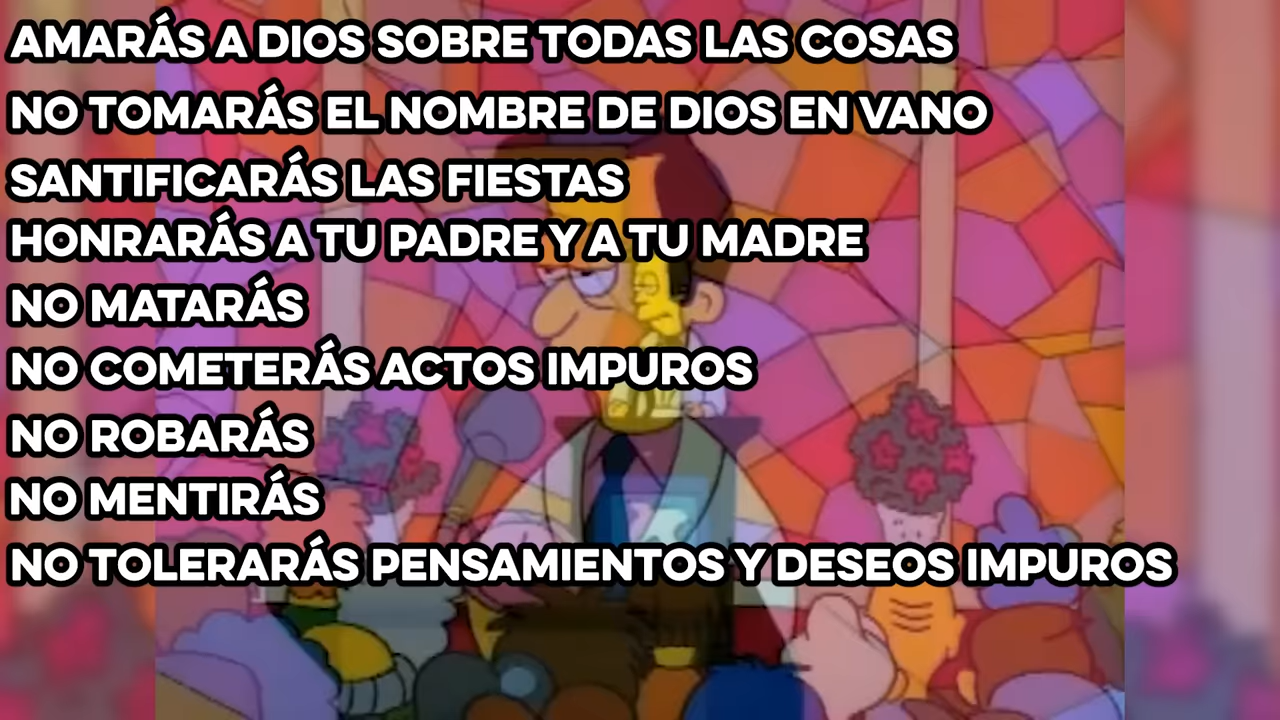 AMARÁS A DIOS SOBRE TODAS LAS COSAS
NO TOMARÁS EL NOMBRE DE DIOS EN VANO
SANTIFICARÁS LAS FIESTAS
HONRARÁS A TU PADRE Y A TU MADRE
NO MATARÁS
NO COMETERÁS ACTOS IMPUROS
NO ROBARÁS
NO MENTIRÁS
NO TOLERARÁS PENSAMIENTOS Y DESEOS IMPUROS